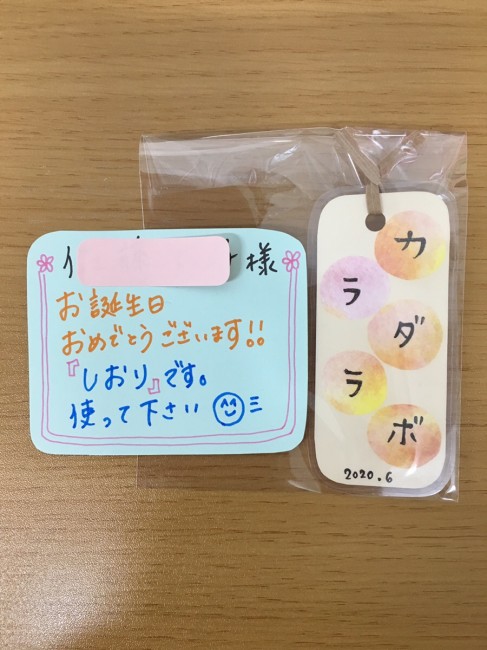 様
お誕生日
おめでとうございます!!
『しおり』です。
使って下さい
カラダラボ
2020.6